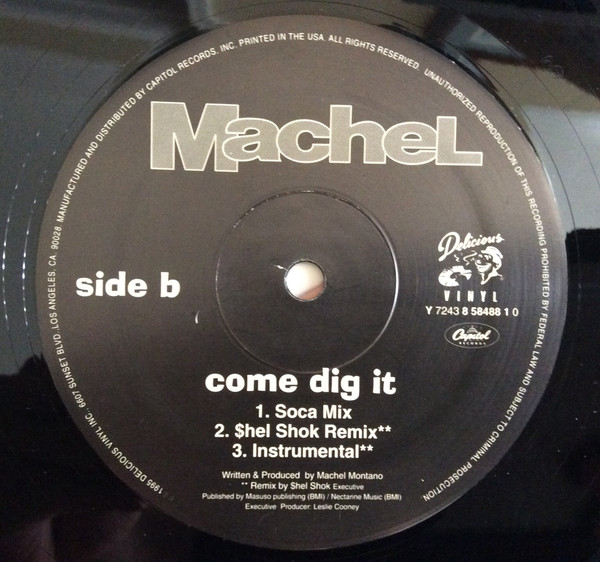 MacheL
side b
Delicious
VINYL
Y 7243 8 58488 1 0
Capitol
RECORDS
come dig it
1. Soca Mix
2. $hel Shok Remix**
3. Instrumental**
Written & Produced by Machel Montano
** Remix by $hel Shok Executive
Published by Masuso publishing (BMI) / Nectarine Music (BMI)
Executive Producer: Leslie Cooney
1995 DELICIOUS VINYL INC. 6607 SUNSET BLVD. LOS ANGELES, CA. 90028. MANUFACTURED AND DISTRIBUTED BY CAPITOL RECORDS, INC. PRINTED IN THE USA. ALL RIGHTS RESERVED. UNAUTHORIZED REPRODUCTION OF THIS RECORDING PROHIBITED BY FEDERAL LAW AND SUBJECT TO CRIMINAL PROSECUTION.